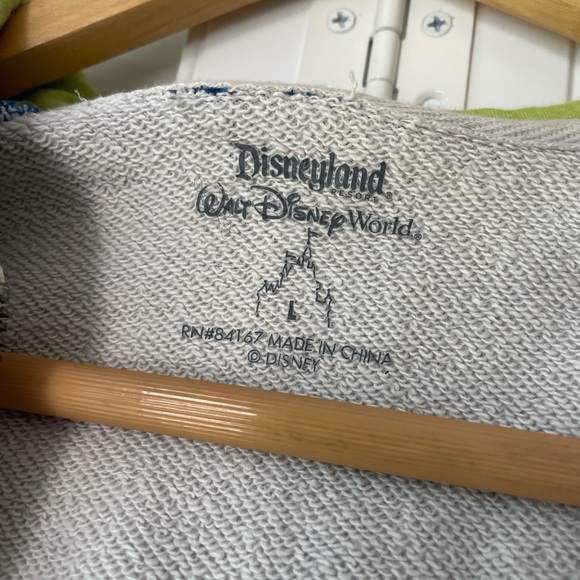 Disneyland
RESORT®
WALT DISNEY World®
L
RN#84167 MADE IN CHINA
© DISNEY